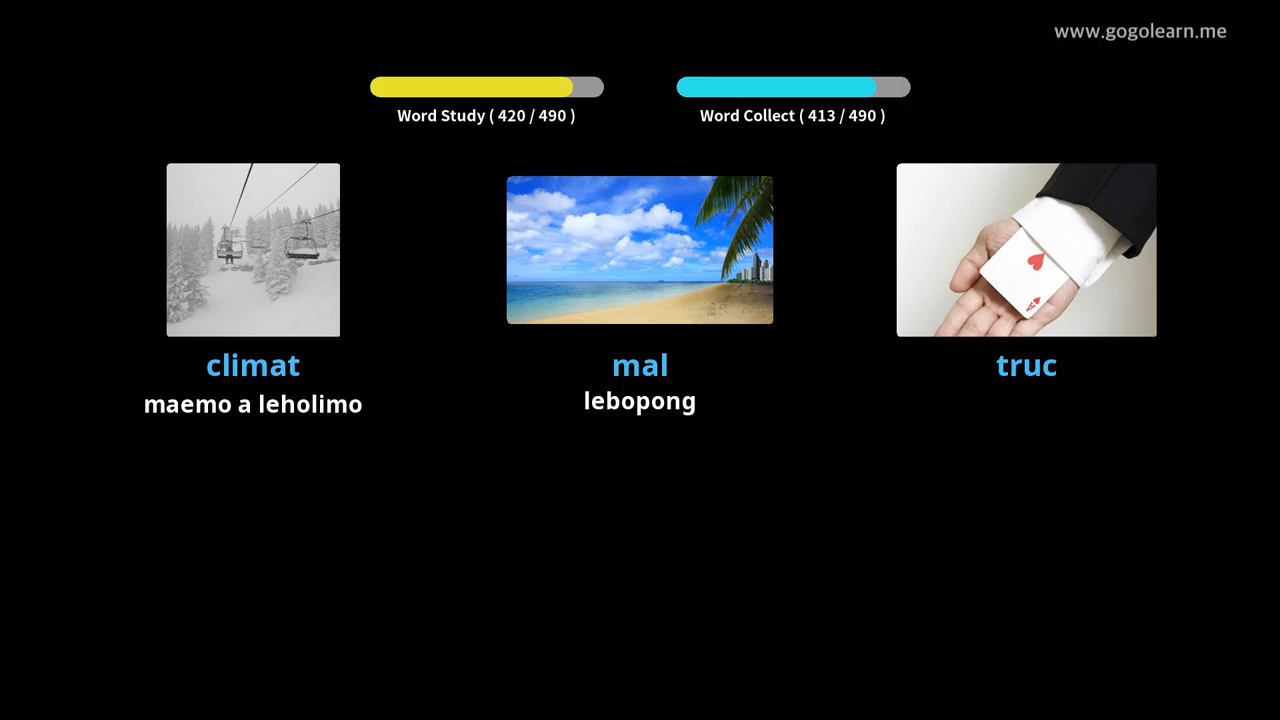 www.gogolearn.me
Word Study ( 420 / 490 )
Word Collect ( 413 / 490 )
climat
mal
truc
maemo a leholimo
lebopong